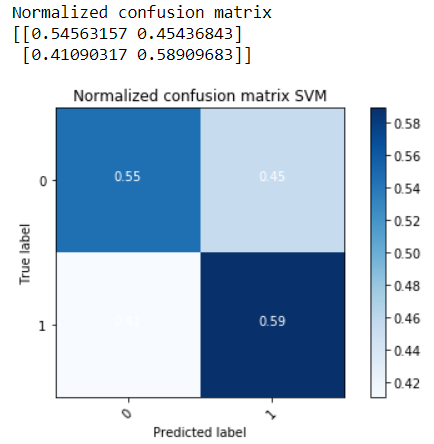 Normalized confusion matrix
[[0.54563157 0.45436843]
[0.41090317 0.58909683]]
Normalized confusion matrix SVM
0.58
0.56
0 0.55 0.45
0.54
0.52
True label
0.50
0.48
0.46
1 0.41 0.59
0.44
0.42
0 1
Predicted label